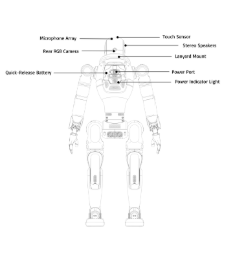 Microphone Array
Touch Sensor
Rear RGB Camera
Stereo Speakers
Lanyard Mount
Quick-Release Battery
Power Port
Power Indicator Light